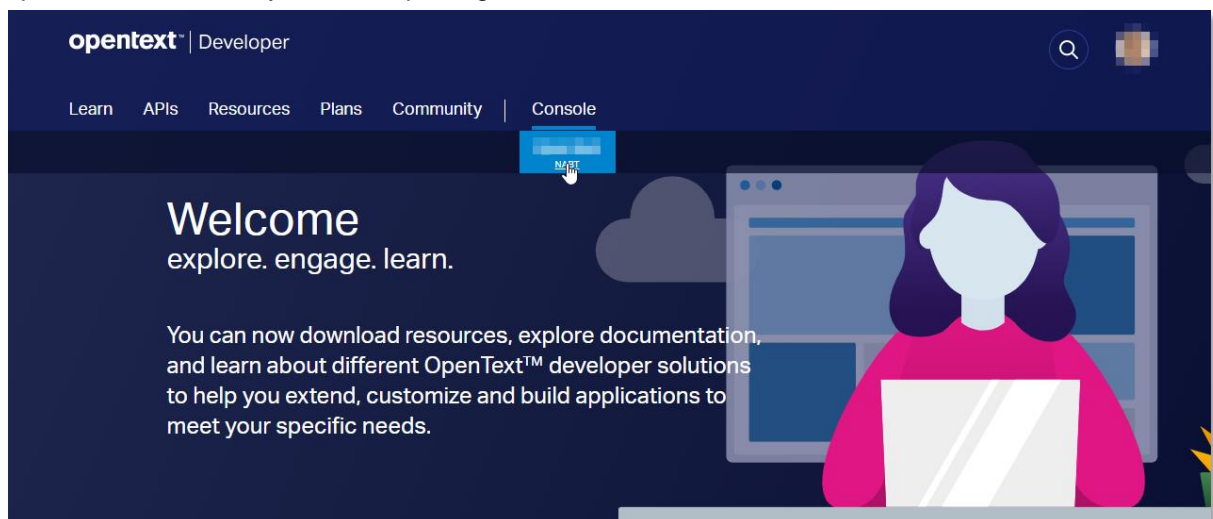 opentext™ | Developer
Learn APIs Resources Plans Community | Console
Welcome
explore. engage. learn.
You can now download resources, explore documentation,
and learn about different OpenText™ developer solutions
to help you extend, customize and build applications to
meet your specific needs.